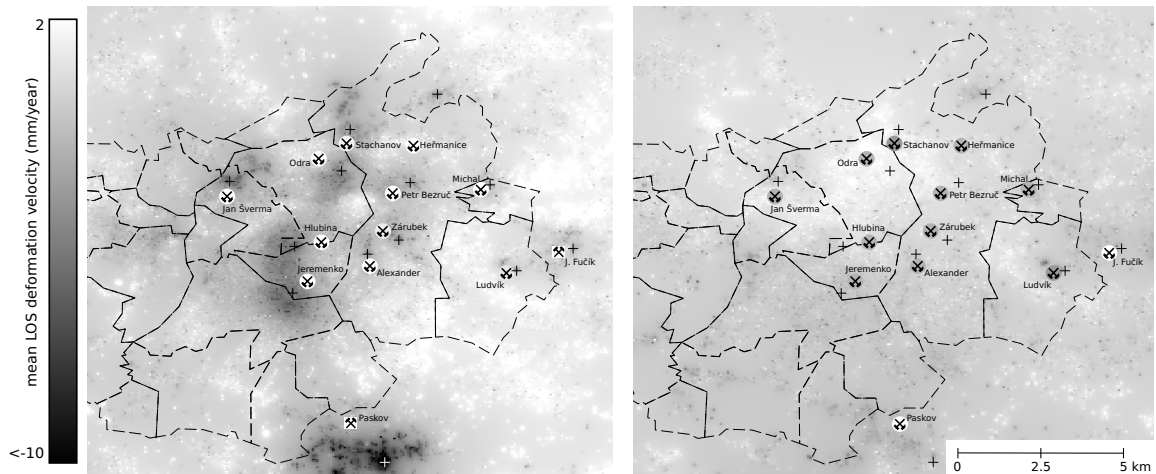 2
mean LOS deformation velocity (mm/year)
<-10
Stachanov
Heřmanice
Odra
Michal
Petr Bezruč
Jan Šverma
Hlubina
Zárubek
J. Fučík
Jeremenko
Alexander
Ludvík
Paskov
Stachanov
Heřmanice
Odra
Michal
Petr Bezruč
Jan Šverma
Hlubina
Zárubek
J. Fučík
Jeremenko
Alexander
Ludvík
Paskov
0 2.5 5 km